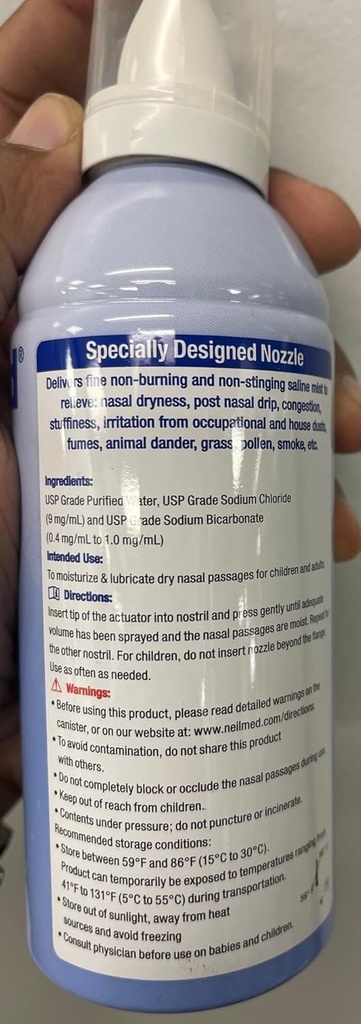 Specially Designed Nozzle
Delivers fine non-burning and non-stinging saline mist to
relieve: nasal dryness, post nasal drip, congestion,
stuffiness, irritation from occupational and house dusts,
fumes, animal dander, grass, pollen, smoke, etc.
Ingredients:
USP Grade Purified Water, USP Grade Sodium Chloride
(9 mg/mL) and USP Grade Sodium Bicarbonate
(0.4 mg/mL to 1.0 mg/mL)
Intended Use:
To moisturize & lubricate dry nasal passages for children and adults
Directions:
Insert tip of the actuator into nostril and press gently until adequate
volume has been sprayed and the nasal passages are moist. Repeat
the other nostril. For children, do not insert nozzle beyond the flange
Use as often as needed.
Warnings:
• Before using this product, please read detailed warnings on the
canister, or on our website at: www.neilmed.com/directions.
• To avoid contamination, do not share this product
with others.
• Do not completely block or occlude the nasal passages during use.
• Keep out of reach from children.
• Contents under pressure; do not puncture or incinerate.
Recommended storage conditions:
• Store between 59°F and 86°F (15°C to 30°C).
Product can temporarily be exposed to temperatures ranging from
41°F to 131°F (5°C to 55°C) during transportation.
• Store out of sunlight, away from heat
sources and avoid freezing
• Consult physician before use on babies and children.